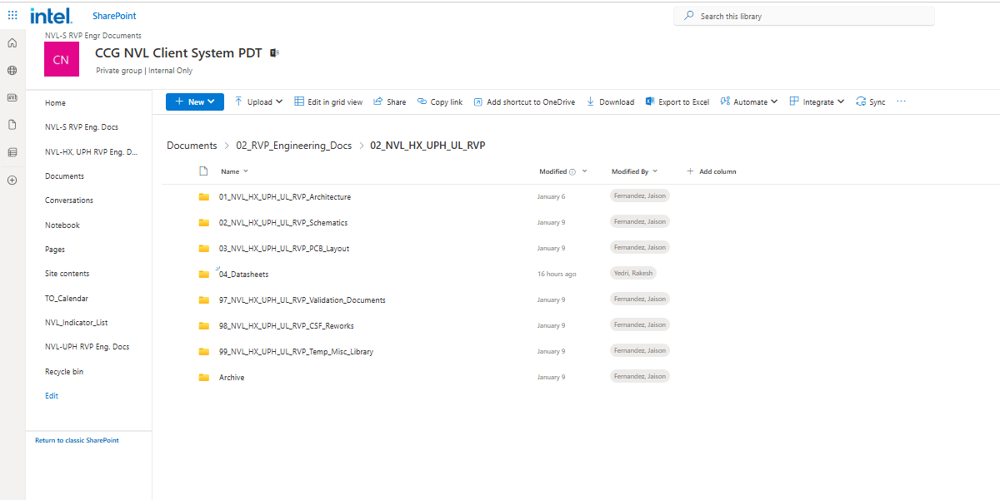 intel.
SharePoint
Search this library
NVL-S RVP Engr Documents
CN
CCG NVL Client System PDT
Private group | Internal Only
Home
NVL-S RVP Eng. Docs
NVL-HX, UPH RVP Eng. D...
Documents
Conversations
Notebook
Pages
Site contents
TO_Calendar
NVL_Indicator_List
NVL-UPH RVP Eng. Docs
Recycle bin
Edit
Return to classic SharePoint
New Upload Edit in grid view Share Copy link Add shortcut to OneDrive Download Export to Excel Automate Integrate Sync ...
Documents > 02_RVP_Engineering_Docs > 02_NVL_HX_UPH_UL_RVP
Name Modified Modified By + Add column
01_NVL_HX_UPH_UL_RVP_Architecture January 6 Fernandez, Jaison
02_NVL_HX_UPH_UL_RVP_Schematics January 9 Fernandez, Jaison
03_NVL_HX_UPH_UL_RVP_PCB_Layout January 9 Fernandez, Jaison
04_Datasheets 16 hours ago Yedri, Rakesh
97_NVL_HX_UPH_UL_RVP_Validation_Documents January 9 Fernandez, Jaison
98_NVL_HX_UPH_UL_RVP_CSF_Reworks January 9 Fernandez, Jaison
99_NVL_HX_UPH_UL_RVP_Temp_Misc_Library January 9 Fernandez, Jaison
Archive January 9 Fernandez, Jaison